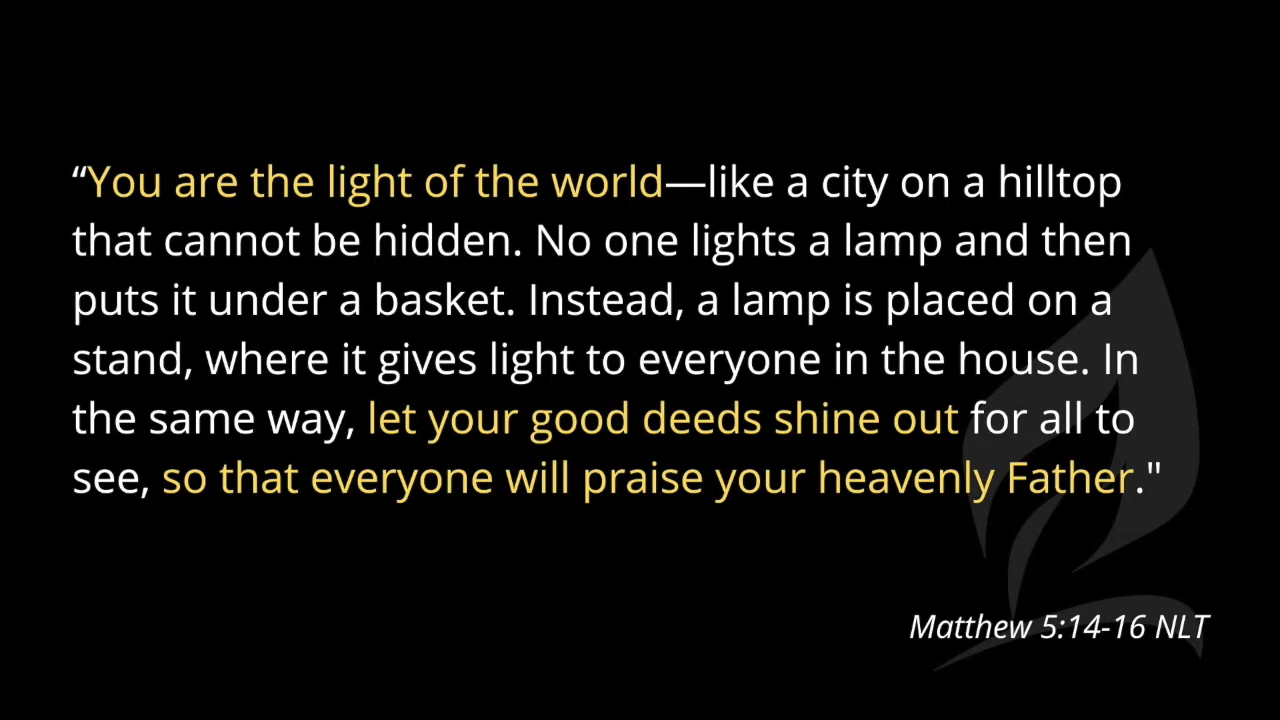 “You are the light of the world—like a city on a hilltop
that cannot be hidden. No one lights a lamp and then
puts it under a basket. Instead, a lamp is placed on a
stand, where it gives light to everyone in the house. In
the same way, let your good deeds shine out for all to
see, so that everyone will praise your heavenly Father."
Matthew 5:14-16 NLT